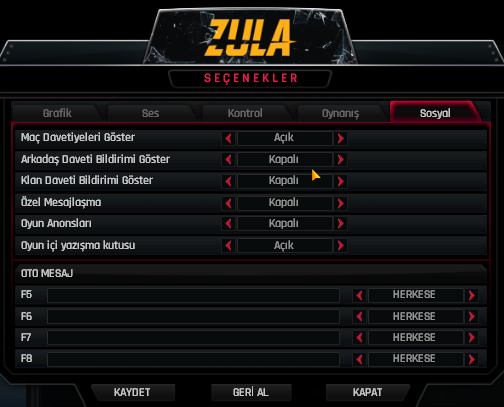 ZULA
SEÇENEKLER
Grafik Ses Kontrol Oynanış Sosyal
Maç Davetiyeleri Göster Açık
Arkadaş Daveti Bildirimi Göster Kapalı
Klan Daveti Bildirimi Göster Kapalı
Özel Mesajlaşma Kapalı
Oyun Anonsları Kapalı
Oyun içi yazışma kutusu Açık
OTO MESAJ
F5 HERKESE
F6 HERKESE
F7 HERKESE
F8 HERKESE
KAYDET GERİ AL KAPAT